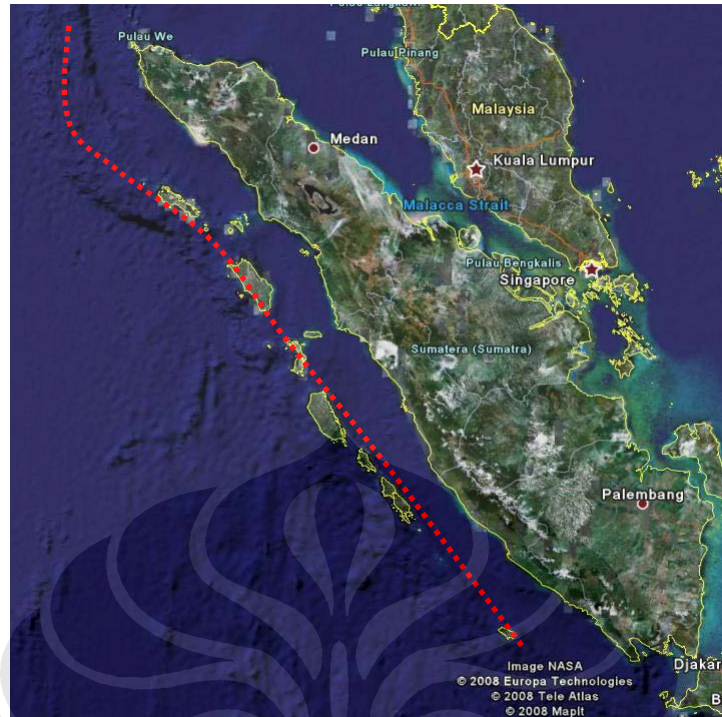 Pulau We
Pulau Pinang
Malaysia
Medan
Kuala Lumpur
Malacca Strait
Pulau Bengkalis
Singapore
Sumatera (Sumatra)
Palembang
Image NASA
© 2008 Europa Technologies
© 2008 Tele Atlas
© 2008 MapIt
Djakar
B